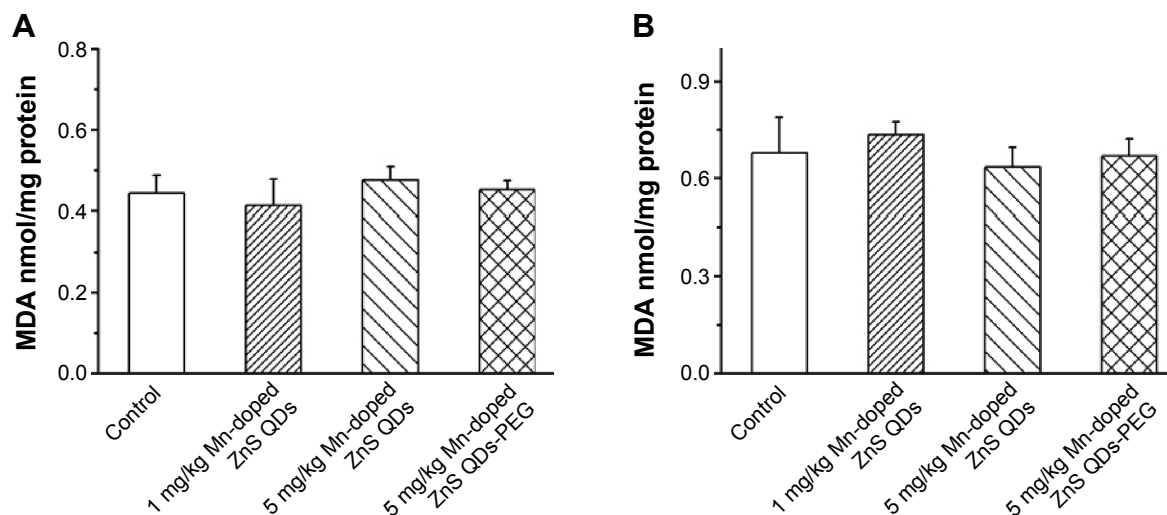 A
MDA nmol/mg protein
0.8
0.6
0.4
0.2
0.0
Control
1 mg/kg Mn-doped
ZnS QDs
5 mg/kg Mn-doped
ZnS QDs
5 mg/kg Mn-doped
ZnS QDs-PEG
B
MDA nmol/mg protein
0.9
0.6
0.3
0.0
Control
1 mg/kg Mn-doped
ZnS QDs
5 mg/kg Mn-doped
ZnS QDs
5 mg/kg Mn-doped
ZnS QDs-PEG